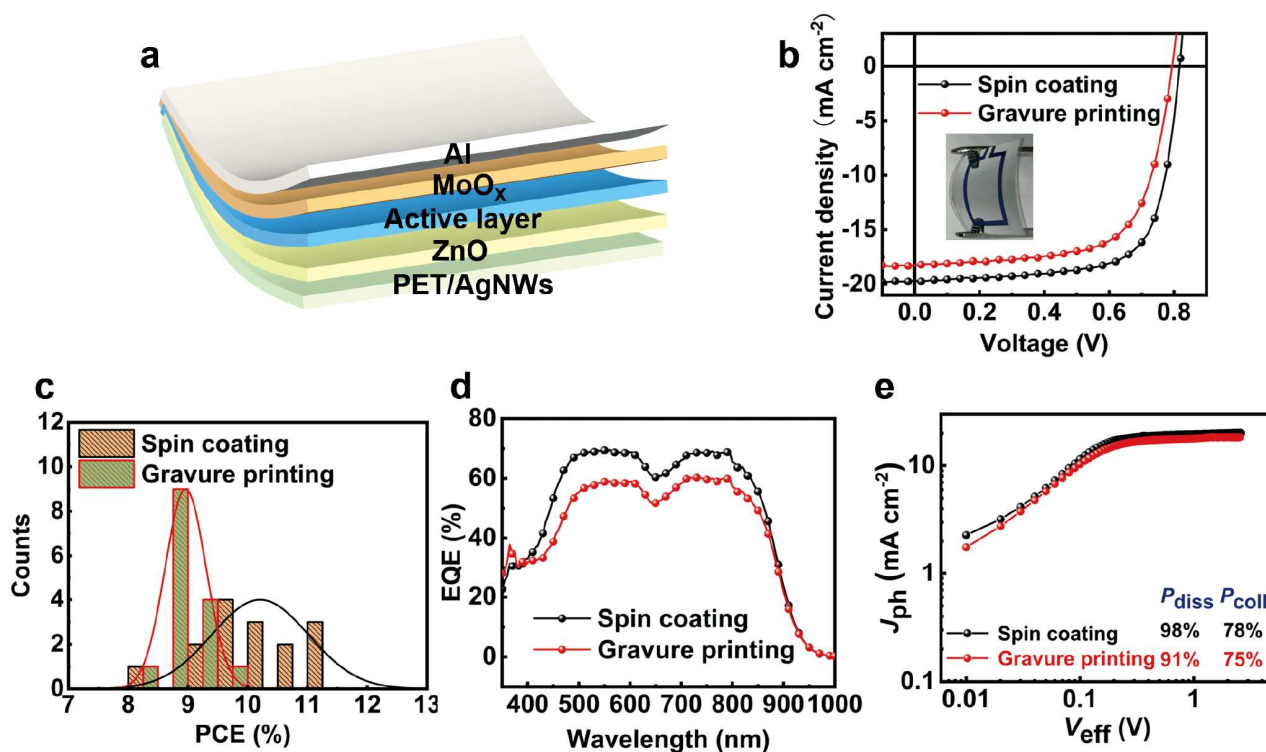 a
Al
MoOx
Active layer
ZnO
PET/AgNWs
b
Current density (mA cm-2)
0
-5
-10
-15
-20
Spin coating
Gravure printing
0.0 0.2 0.4 0.6 0.8
Voltage (V)
c
Counts
12
10
8
6
4
2
0
Spin coating
Gravure printing
7 8 9 10 11 12 13
PCE (%)
d
EQE (%)
80
60
40
20
0
Spin coating
Gravure printing
400 500 600 700 800 900 1000
Wavelength (nm)
e
Jph (mA cm-2)
10
1
0.1
Pdiss Pcoll
Spin coating 98% 78%
Gravure printing 91% 75%
0.01 0.1 1
Veff (V)